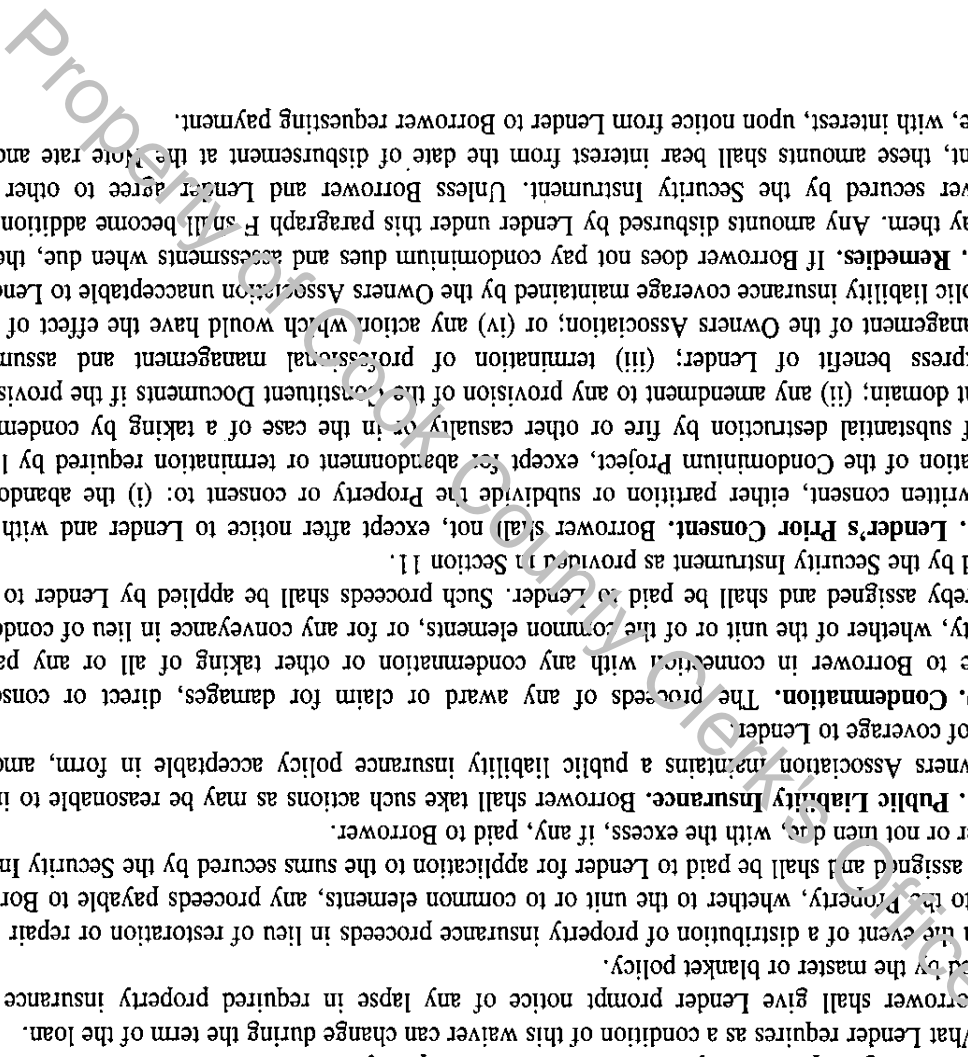 What Lender requires as a condition of this waiver can change during the term of the loan.
orrower shall give Lender prompt notice of any lapse in required property insurance
ed by the master or blanket policy.
n the event of a distribution of property insurance proceeds in lieu of restoration or repair
to the Property, whether to the unit or to common elements, any proceeds payable to Bor
assigned and shall be paid to Lender for application to the sums secured by the Security In
er or not then due, with the excess, if any, paid to Borrower.
. Public Liability Insurance. Borrower shall take such actions as may be reasonable to in
wners Association maintains a public liability insurance policy acceptable in form, amo
of coverage to Lender.
. Condemnation. The proceeds of any award or claim for damages, direct or conse
e to Borrower in connection with any condemnation or other taking of all or any pa
ty, whether of the unit or of the common elements, or for any conveyance in lieu of conde
reby assigned and shall be paid to Lender. Such proceeds shall be applied by Lender to
d by the Security Instrument as provided in Section 11.
. Lender's Prior Consent. Borrower shall not, except after notice to Lender and with
written consent, either partition or subdivide the Property or consent to: (i) the abando
ation of the Condominium Project, except for abandonment or termination required by l
f substantial destruction by fire or other casualty or in the case of a taking by condem
nt domain; (ii) any amendment to any provision of the Constituent Documents if the provis
xpress benefit of Lender; (iii) termination of professional management and assum
anagement of the Owners Association; or (iv) any action which would have the effect of
blic liability insurance coverage maintained by the Owners Association unacceptable to Lend
. Remedies. If Borrower does not pay condominium dues and assessments when due, the
ay them. Any amounts disbursed by Lender under this paragraph F shall become addition
wer secured by the Security Instrument. Unless Borrower and Lender agree to other
nt, these amounts shall bear interest from the date of disbursement at the Note rate and
e, with interest, upon notice from Lender to Borrower requesting payment.
Property of Cook County Clerk's Office